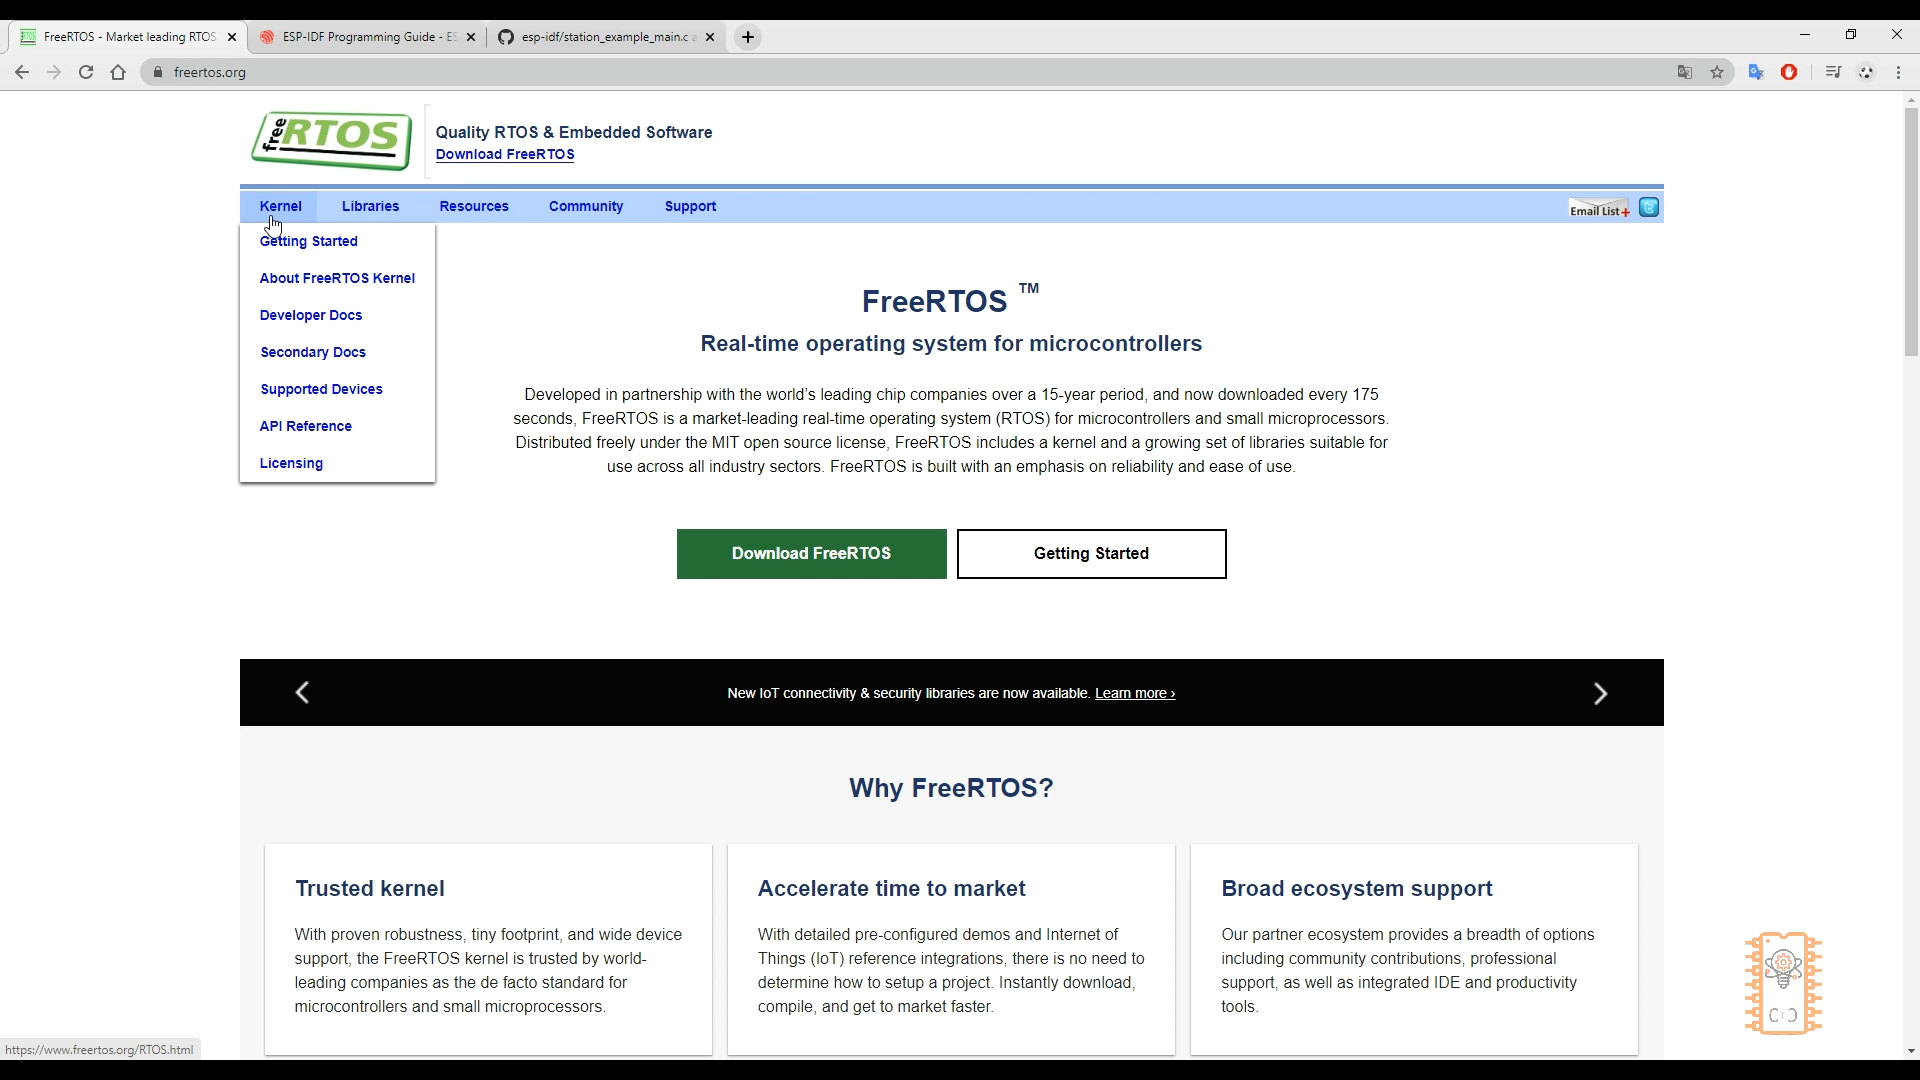 FreeRTOS - Market leading RTOS
ESP-IDF Programming Guide - ES
esp-idf/station_example_main.c a
freertos.org
free RTOS
Quality RTOS & Embedded Software
Download FreeRTOS
Kernel
Libraries
Resources
Community
Support
Email List+
Getting Started
About FreeRTOS Kernel
Developer Docs
Secondary Docs
Supported Devices
API Reference
Licensing
FreeRTOS ™
Real-time operating system for microcontrollers
Developed in partnership with the world's leading chip companies over a 15-year period, and now downloaded every 175
seconds, FreeRTOS is a market-leading real-time operating system (RTOS) for microcontrollers and small microprocessors.
Distributed freely under the MIT open source license, FreeRTOS includes a kernel and a growing set of libraries suitable for
use across all industry sectors. FreeRTOS is built with an emphasis on reliability and ease of use.
Download FreeRTOS
Getting Started
New IoT connectivity & security libraries are now available. Learn more ›
Why FreeRTOS?
Trusted kernel
With proven robustness, tiny footprint, and wide device
support, the FreeRTOS kernel is trusted by world-
leading companies as the de facto standard for
microcontrollers and small microprocessors.
Accelerate time to market
With detailed pre-configured demos and Internet of
Things (IoT) reference integrations, there is no need to
determine how to setup a project. Instantly download,
compile, and get to market faster.
Broad ecosystem support
Our partner ecosystem provides a breadth of options
including community contributions, professional
support, as well as integrated IDE and productivity
tools.
https://www.freertos.org/RTOS.html